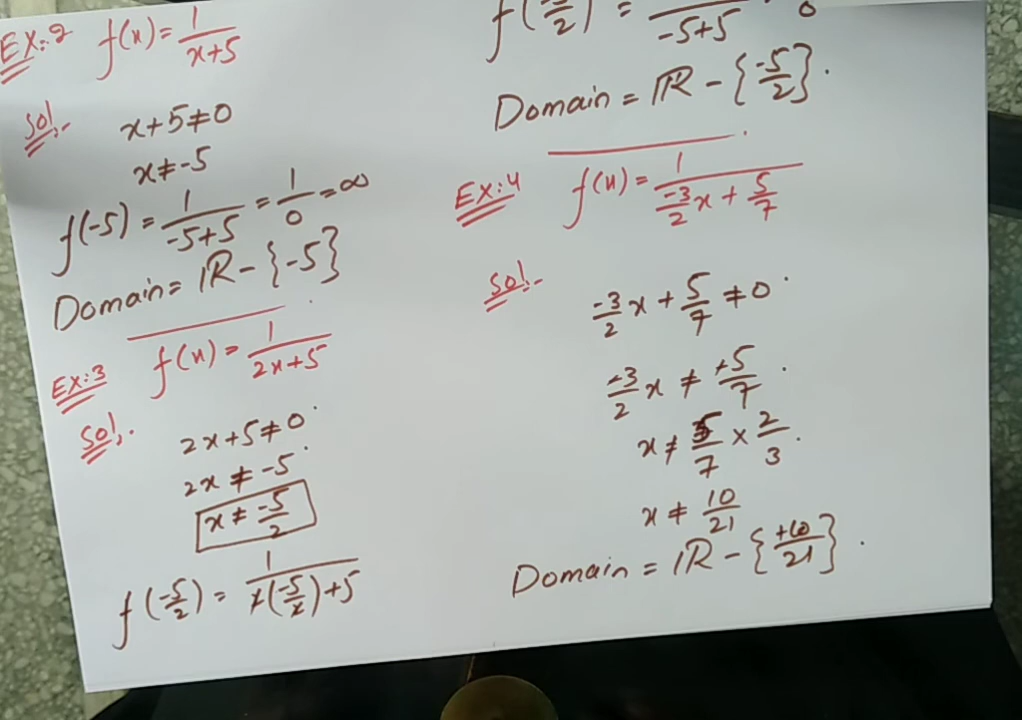 EX:2 f(x) = 1/(x+5)
Sol:-
x+5≠0
x≠-5
f(-5) = 1/(-5+5) = 1/0 = ∞
Domain = ℝ - {-5}
EX:3 f(x) = 1/(2x+5)
Sol:-
2x+5≠0
2x ≠ -5
x ≠ -5/2
f(-5/2) = 1/(2(-5/2)+5)
= /(-5+5) 0
Domain = ℝ - {-5/2}.
EX:4 f(x) = 1/(-3/2 x + 5/7)
Sol:-
-3/2 x + 5/7 ≠ 0
-3/2 x ≠ +5/7
x ≠ 5/7 × 2/3
x ≠ 10/21
Domain = ℝ - {+10/21}.